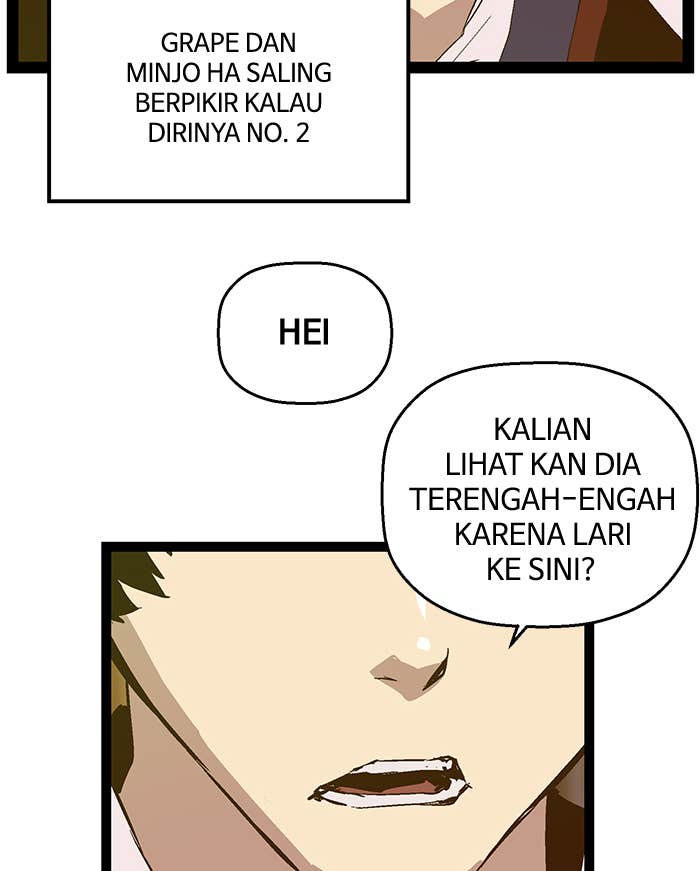 GRAPE DAN
MINJO HA SALING
BERPIKIR KALAU
DIRINYA NO. 2
HEI
KALIAN
LIHAT KAN DIA
TERENGAH-ENGAH
KARENA LARI
KE SINI?